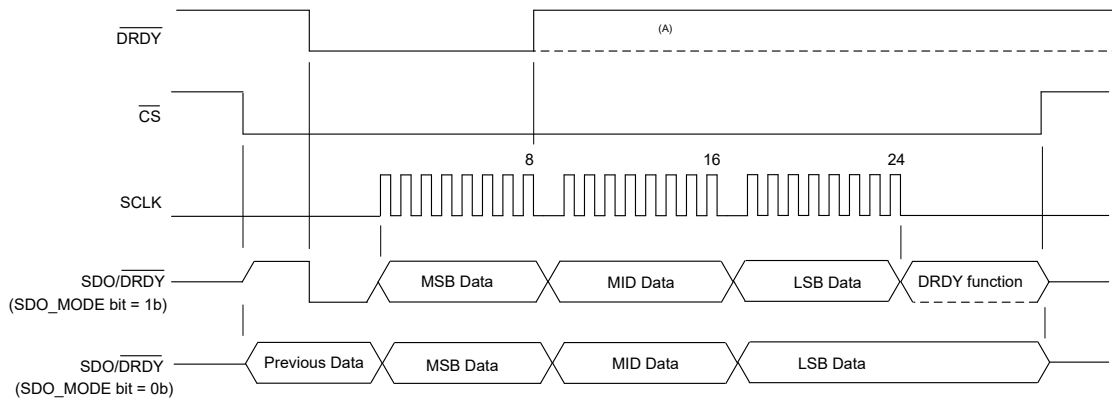 DRDY
(A)
CS
8
16
24
SCLK
SDO/DRDY
(SDO_MODE bit = 1b)
MSB Data
MID Data
LSB Data
DRDY function
SDO/DRDY
(SDO_MODE bit = 0b)
Previous Data
MSB Data
MID Data
LSB Data